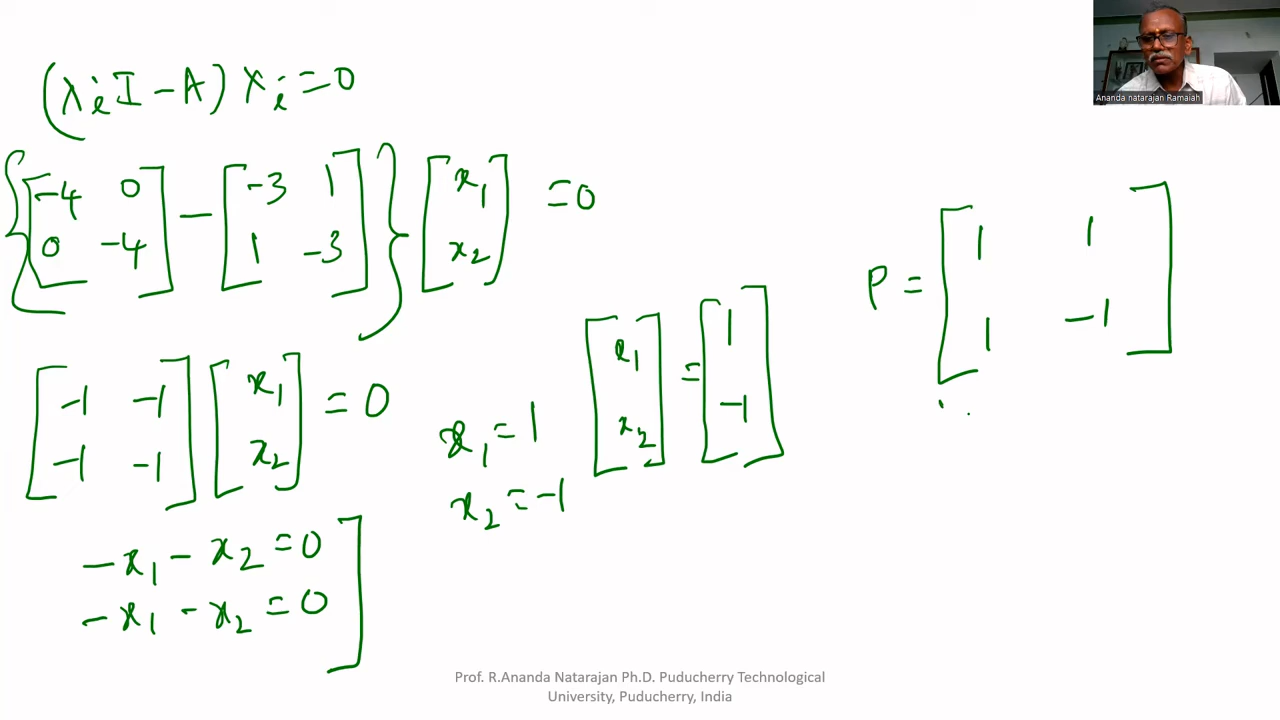 (λiI - A) Xi = 0
{[-4 0
0 -4] - [-3 1
1 -3]} [x1
x2] = 0
[-1 -1
-1 -1] [x1
x2] = 0
-x1 - x2 = 0
-x1 - x2 = 0]
x1 = 1
x2 = -1
[x1
x2] = [1
-1]
P = [1 1
1 -1]
Ananda natarajan Ramaiah
Prof. R.Ananda Natarajan Ph.D. Puducherry Technological
University, Puducherry, India